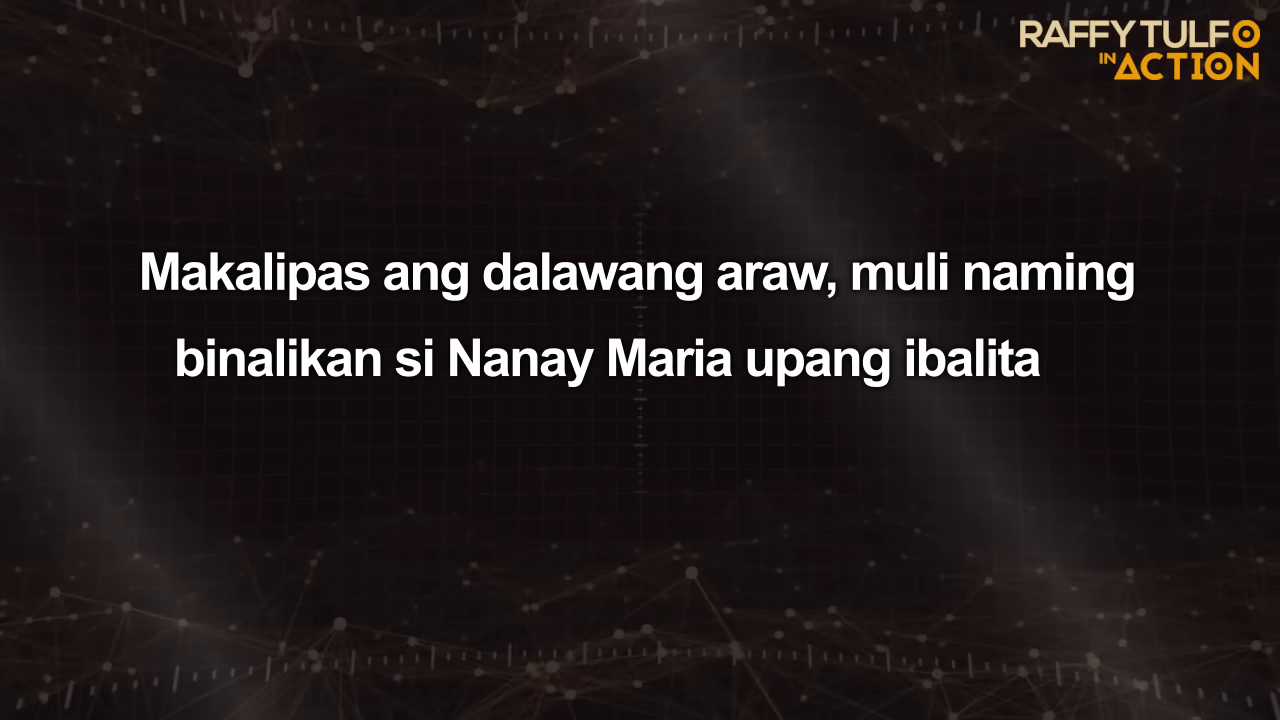 RAFFY TULFO
IN ACTION
Makalipas ang dalawang araw, muli naming
binalikan si Nanay Maria upang ibalita